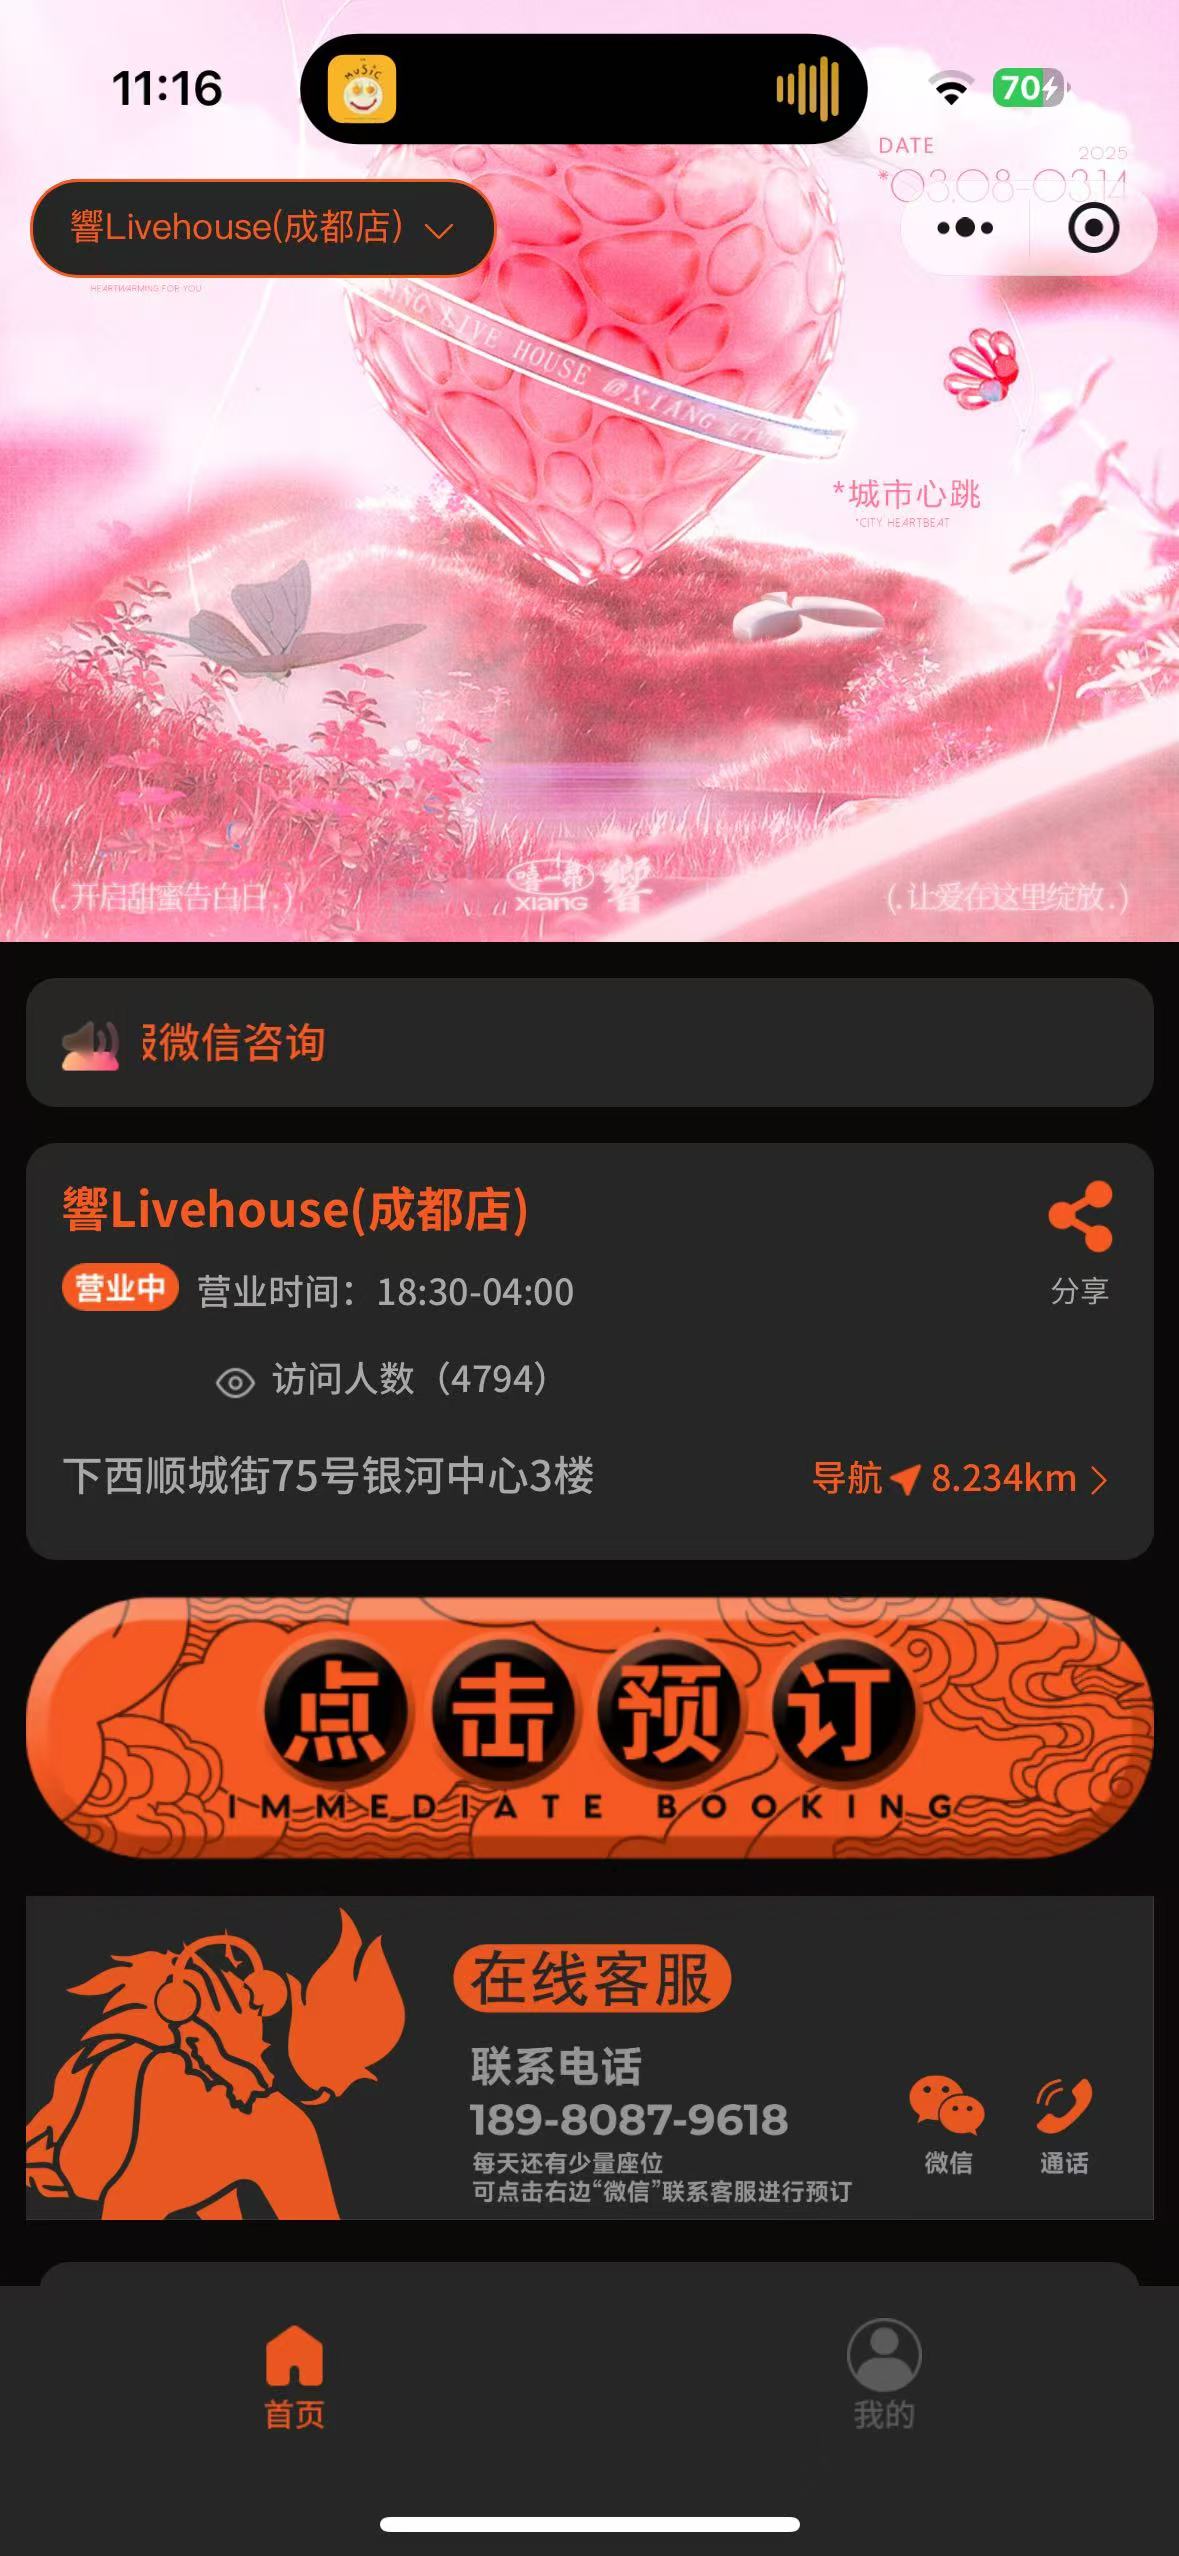 11:16
MUSIC
70
DATE
2025
*03.08-03.14
響Livehouse(成都店)
HEARTWARMING FOR YOU
ANG LIVE HOUSE @XIANG LIVE
*城市心跳
*CITY HEARTBEAT
(.开启甜蜜告白日.)
嘻一帮 響
xiang
(.让爱在这里绽放.)
微信咨询
響Livehouse(成都店)
营业中 营业时间：18:30-04:00
分享
访问人数（4794）
下西顺城街75号银河中心3楼
导航 8.234km
点击预订
IMMEDIATE BOOKING
在线客服
联系电话
189-8087-9618
每天还有少量座位
可点击右边“微信”联系客服进行预订
微信
通话
首页
我的